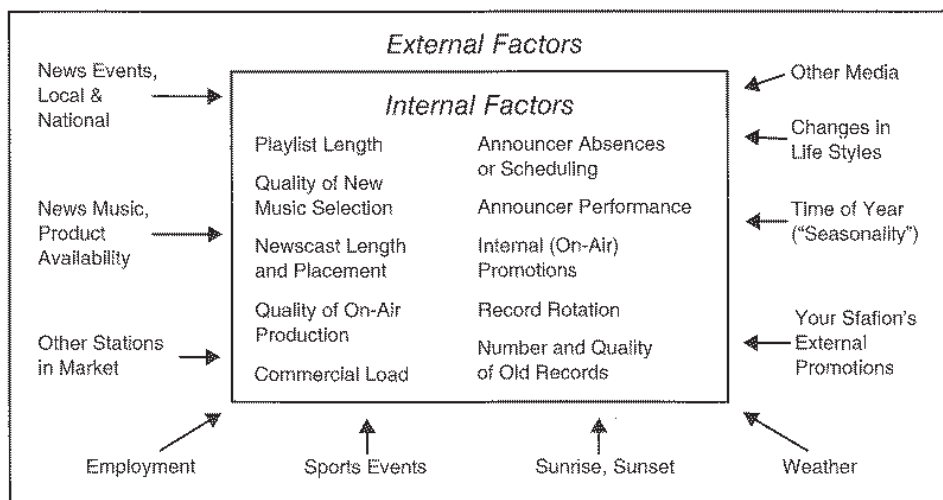 External Factors
News Events,
Local &
National
News Music,
Product
Availability
Other Stations
in Market
Internal Factors
Playlist Length
Quality of New
Music Selection
Newscast Length
and Placement
Quality of On-Air
Production
Commercial Load
Announcer Absences
or Scheduling
Announcer Performance
Internal (On-Air)
Promotions
Record Rotation
Number and Quality
of Old Records
Other Media
Changes in
Life Styles
Time of Year
("Seasonality")
Your Sfafion's
External
Promotions
Employment
Sports Events
Sunrise, Sunset
Weather